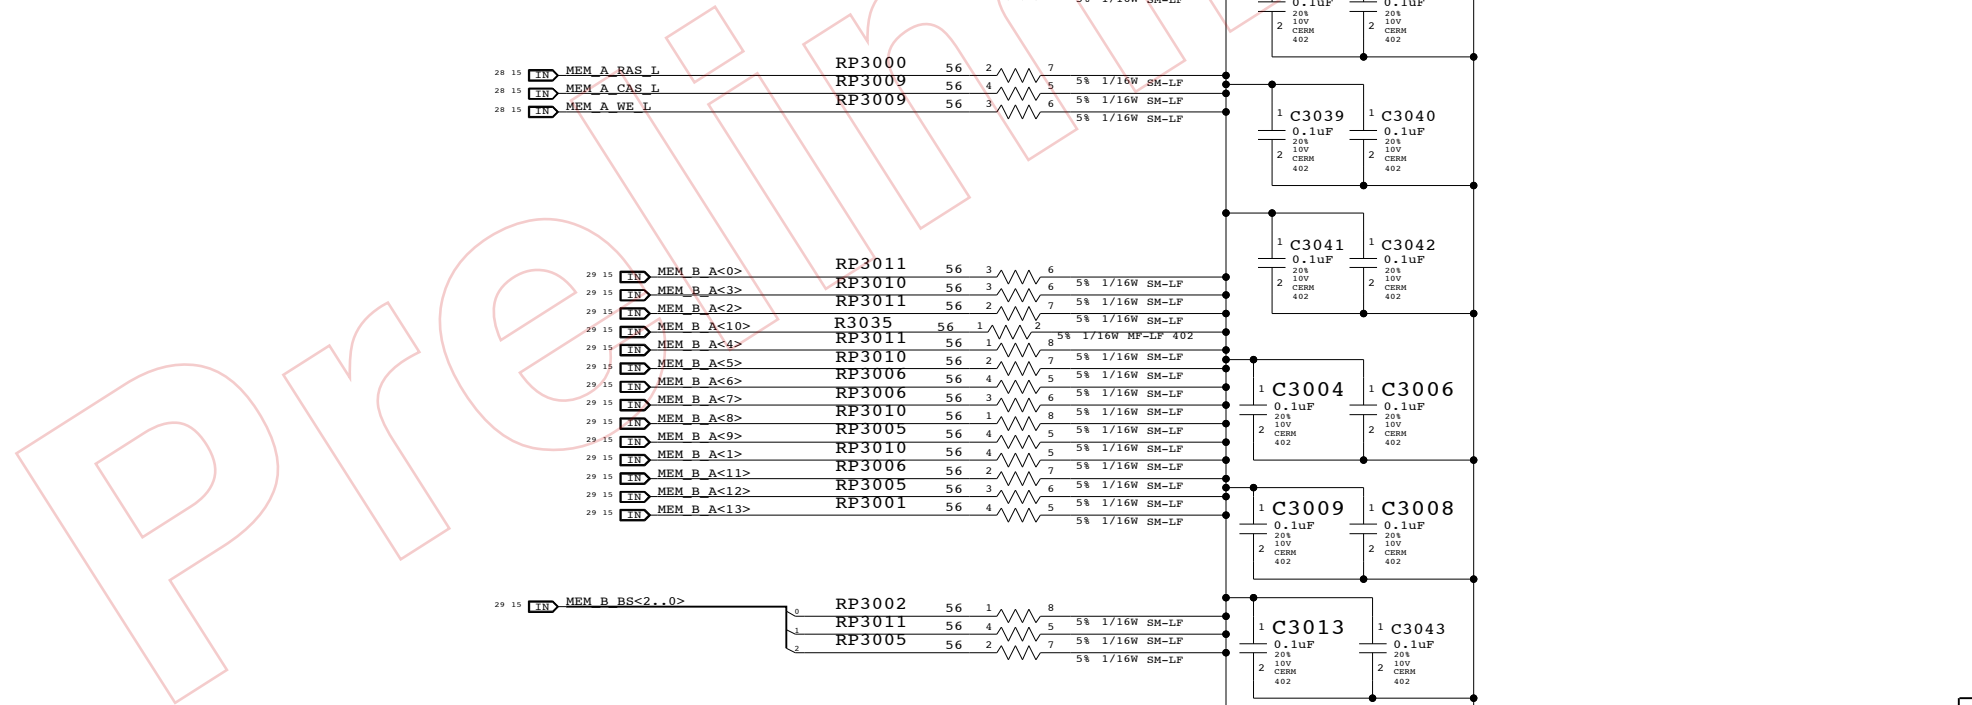 5% 1/16W SM-LF
0.1uF 0.1uF
20% 20%
2 10V 2 10V
CERM CERM
402 402
28 15 IN MEM_A_RAS_L RP3000 56 2 7 5% 1/16W SM-LF
28 15 IN MEM_A_CAS_L RP3009 56 4 5 5% 1/16W SM-LF
28 15 IN MEM_A_WE_L RP3009 56 3 6 5% 1/16W SM-LF
1 C3039 1 C3040
0.1uF 0.1uF
20% 20%
2 10V 2 10V
CERM CERM
402 402
1 C3041 1 C3042
0.1uF 0.1uF
20% 20%
2 10V 2 10V
CERM CERM
402 402
29 15 IN MEM_B_A<0> RP3011 56 3 6 5% 1/16W SM-LF
29 15 IN MEM_B_A<3> RP3010 56 3 6 5% 1/16W SM-LF
29 15 IN MEM_B_A<2> RP3011 56 2 7 5% 1/16W SM-LF
29 15 IN MEM_B_A<10> R3035 56 1 2 5% 1/16W MF-LF 402
29 15 IN MEM_B_A<4> RP3011 56 1 8 5% 1/16W SM-LF
29 15 IN MEM_B_A<5> RP3010 56 2 7 5% 1/16W SM-LF
29 15 IN MEM_B_A<6> RP3006 56 4 5 5% 1/16W SM-LF
29 15 IN MEM_B_A<7> RP3006 56 3 6 5% 1/16W SM-LF
29 15 IN MEM_B_A<8> RP3010 56 1 8 5% 1/16W SM-LF
29 15 IN MEM_B_A<9> RP3005 56 4 5 5% 1/16W SM-LF
29 15 IN MEM_B_A<1> RP3010 56 4 5 5% 1/16W SM-LF
29 15 IN MEM_B_A<11> RP3006 56 2 7 5% 1/16W SM-LF
29 15 IN MEM_B_A<12> RP3005 56 3 6 5% 1/16W SM-LF
29 15 IN MEM_B_A<13> RP3001 56 4 5 5% 1/16W SM-LF
1 C3004 1 C3006
0.1uF 0.1uF
20% 20%
2 10V 2 10V
CERM CERM
402 402
1 C3009 1 C3008
0.1uF 0.1uF
20% 20%
2 10V 2 10V
CERM CERM
402 402
29 15 IN MEM_B_BS<2..0>
0 RP3002 56 1 8 5% 1/16W SM-LF
1 RP3011 56 4 5 5% 1/16W SM-LF
2 RP3005 56 2 7 5% 1/16W SM-LF
1 C3013 1 C3043
0.1uF 0.1uF
20% 20%
2 10V 2 10V
CERM CERM
402 402
Prelim